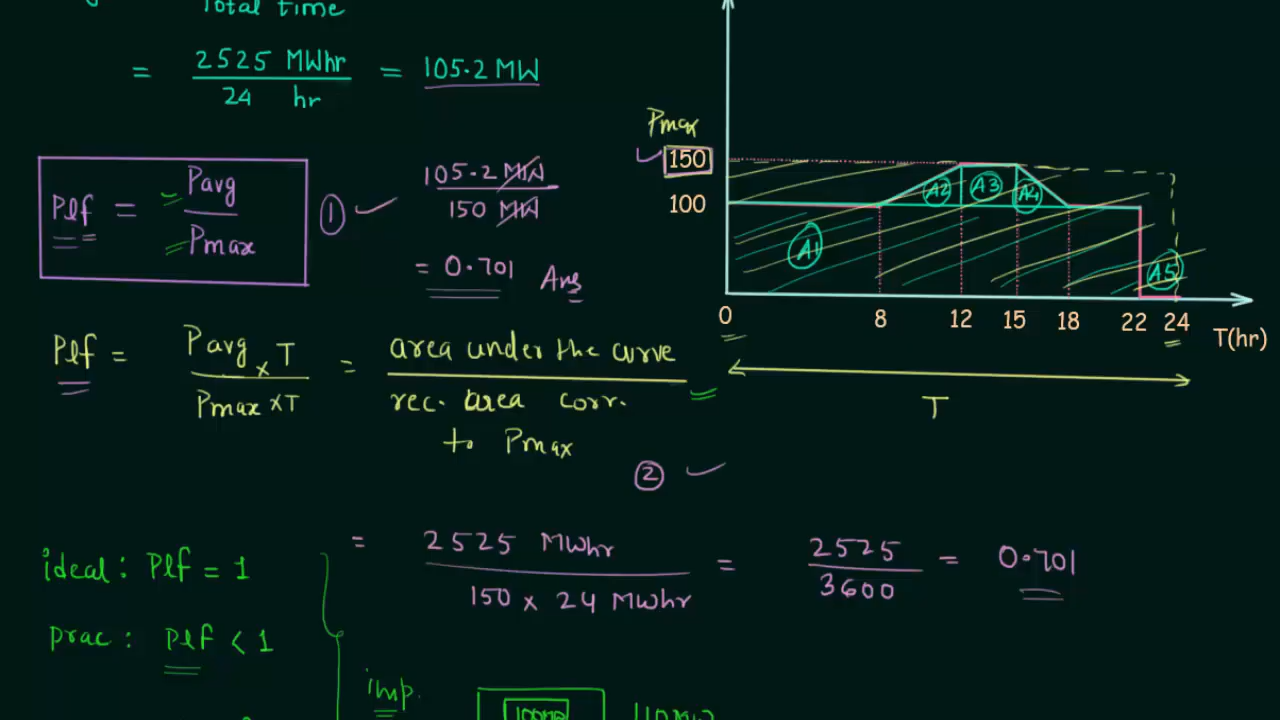 Total time
= 2525 MWhr / 24 hr = 105.2 MW
Plf = Pavg / Pmax ①
105.2 MW / 150 MW
= 0.701 Ans
Plf = Pavg x T / Pmax x T = area under the curve / rec. area corr. to Pmax
②
= 2525 MWhr / 150 x 24 MWhr = 2525 / 3600 = 0.701
ideal: Plf = 1
prac: Plf < 1
imp.
100MW
110MW
Pmax
150
100
A1
A2
A3
A4
A5
0 8 12 15 18 22 24 T(hr)
T